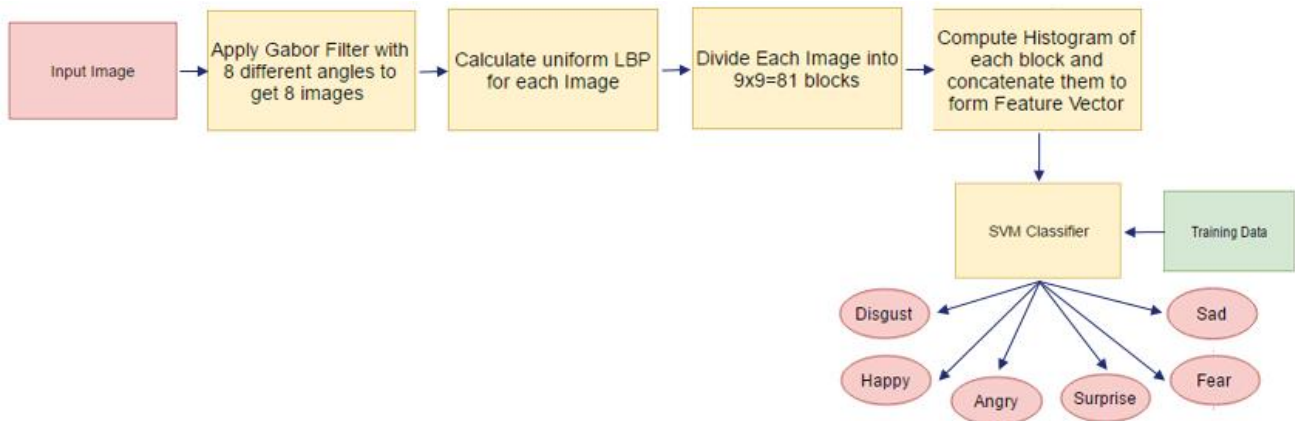 Input Image
Apply Gabor Filter with
8 different angles to
get 8 images
Calculate uniform LBP
for each Image
Divide Each Image into
9x9=81 blocks
Compute Histogram of
each block and
concatenate them to
form Feature Vector
SVM Classifier
Training Data
Disgust
Sad
Happy
Angry
Surprise
Fear